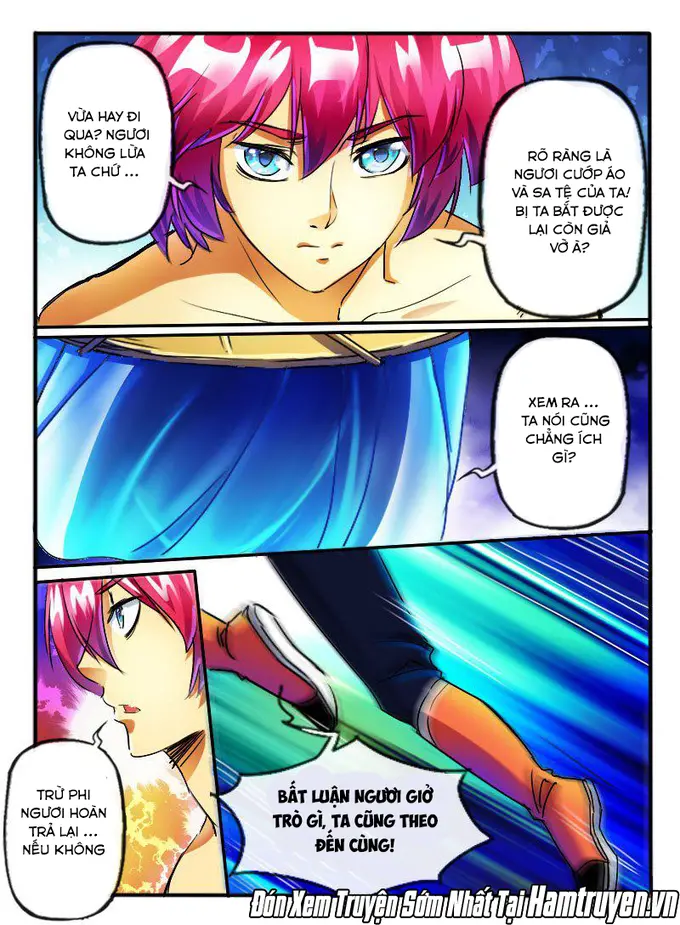 VỪA HAY ĐI
QUA? NGƯƠI
KHÔNG LỪA
TA CHỨ ...
RÕ RÀNG LÀ
NGƯƠI CƯỚP ÁO
VÀ SA TỆ CỦA TA!
BỊ TA BẮT ĐƯỢC
LẠI CÒN GIẢ
VỜ À?
XEM RA ...
TA NÓI CŨNG
CHẲNG ÍCH
GÌ?
TRỪ PHI
NGƯƠI HOÀN
TRẢ LẠI ...
NẾU KHÔNG
BẤT LUẬN NGƯƠI GIỞ
TRÒ GÌ, TA CŨNG THEO
ĐẾN CÙNG!
Đón Xem Truyện Sớm Nhất Tại Hamtruyen.vn